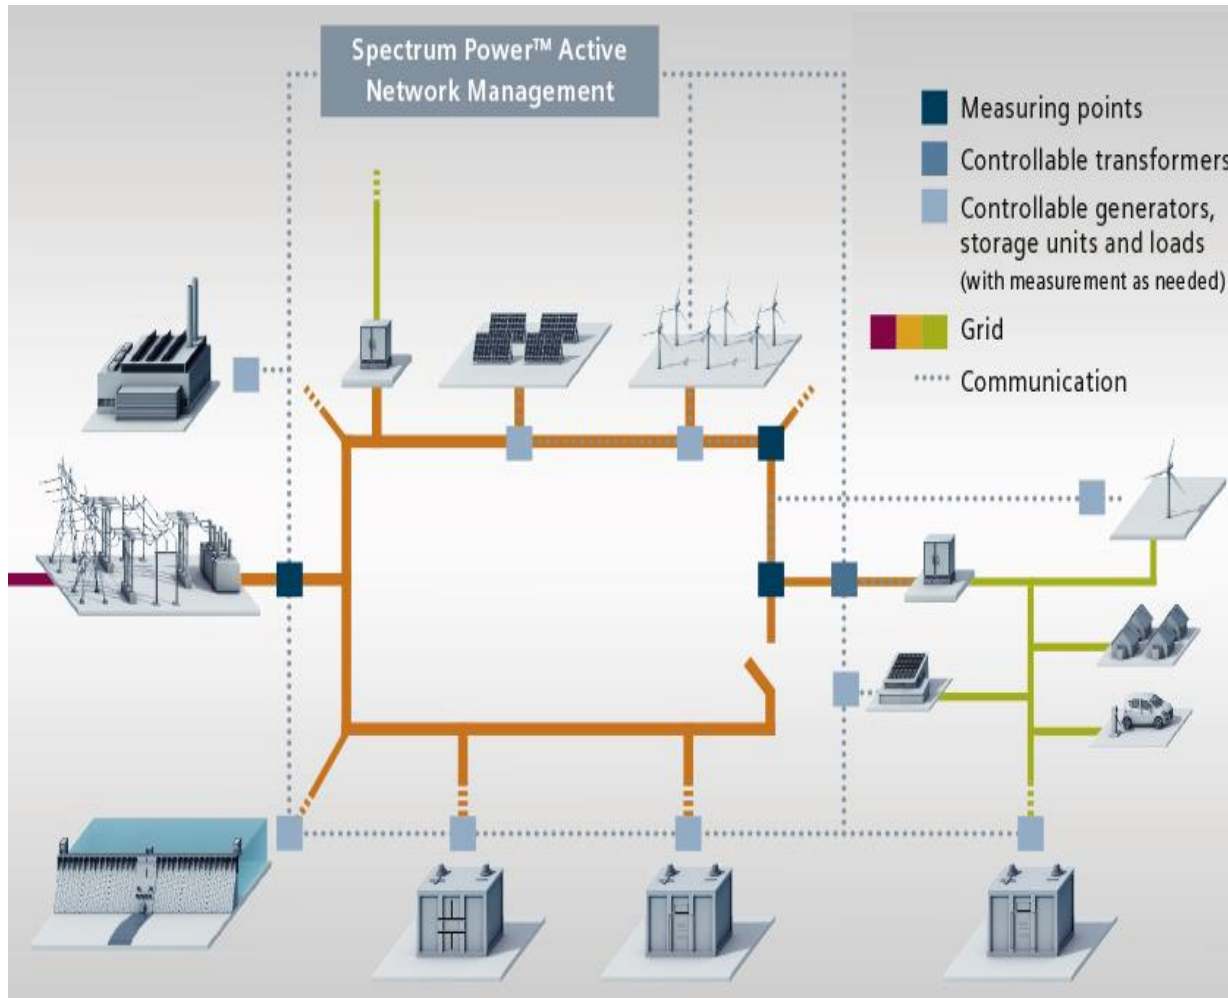 Spectrum Power™ Active
Network Management
Measuring points
Controllable transformers
Controllable generators,
storage units and loads
(with measurement as needed)
Grid
Communication